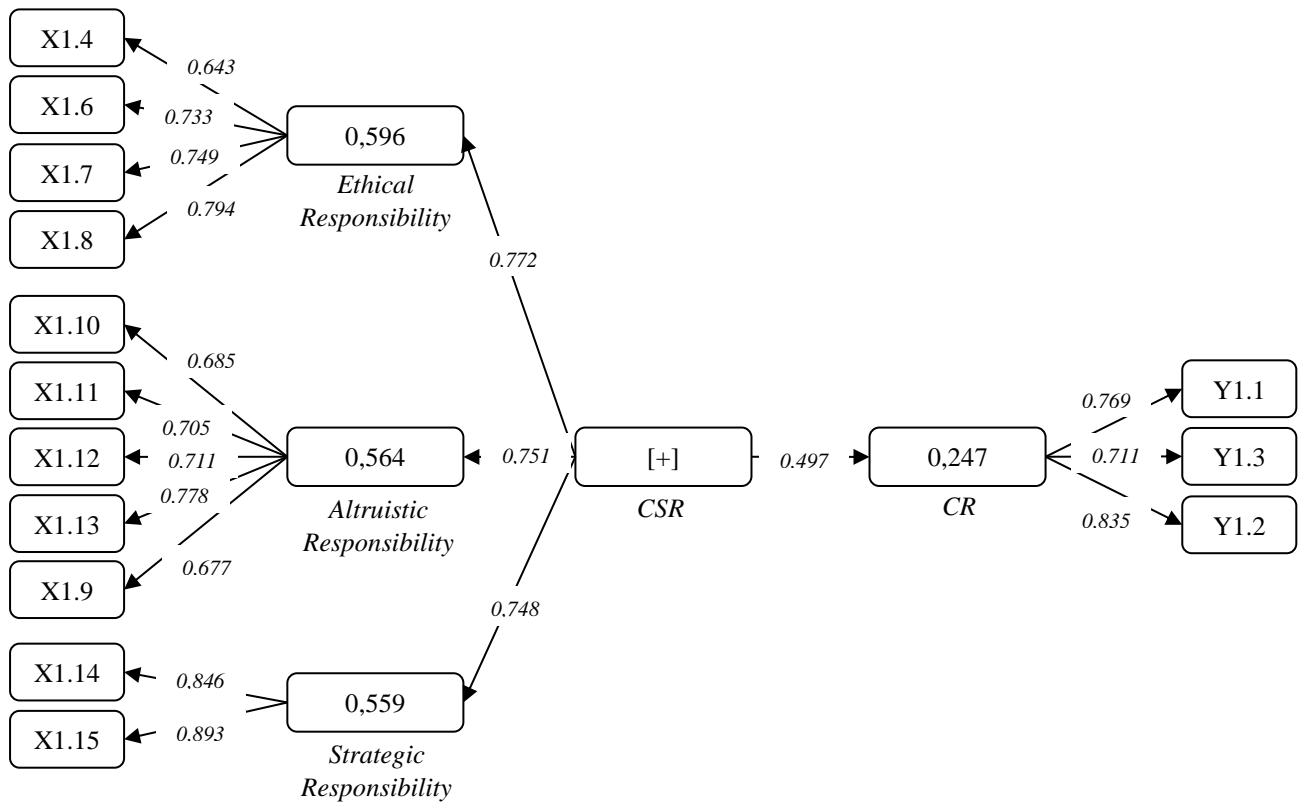 X1.4
0.643
X1.6
0.733
X1.7
0.749
X1.8
0.794
0,596
Ethical
Responsibility
0.772
X1.10
0.685
X1.11
0.705
X1.12
0.711
X1.13
0.778
X1.9
0.677
0,564
Altruistic
Responsibility
0.751
[+]
CSR
0.497
0,247
CR
0.769
Y1.1
0.711
Y1.3
0.835
Y1.2
0.748
X1.14
0.846
X1.15
0.893
0,559
Strategic
Responsibility